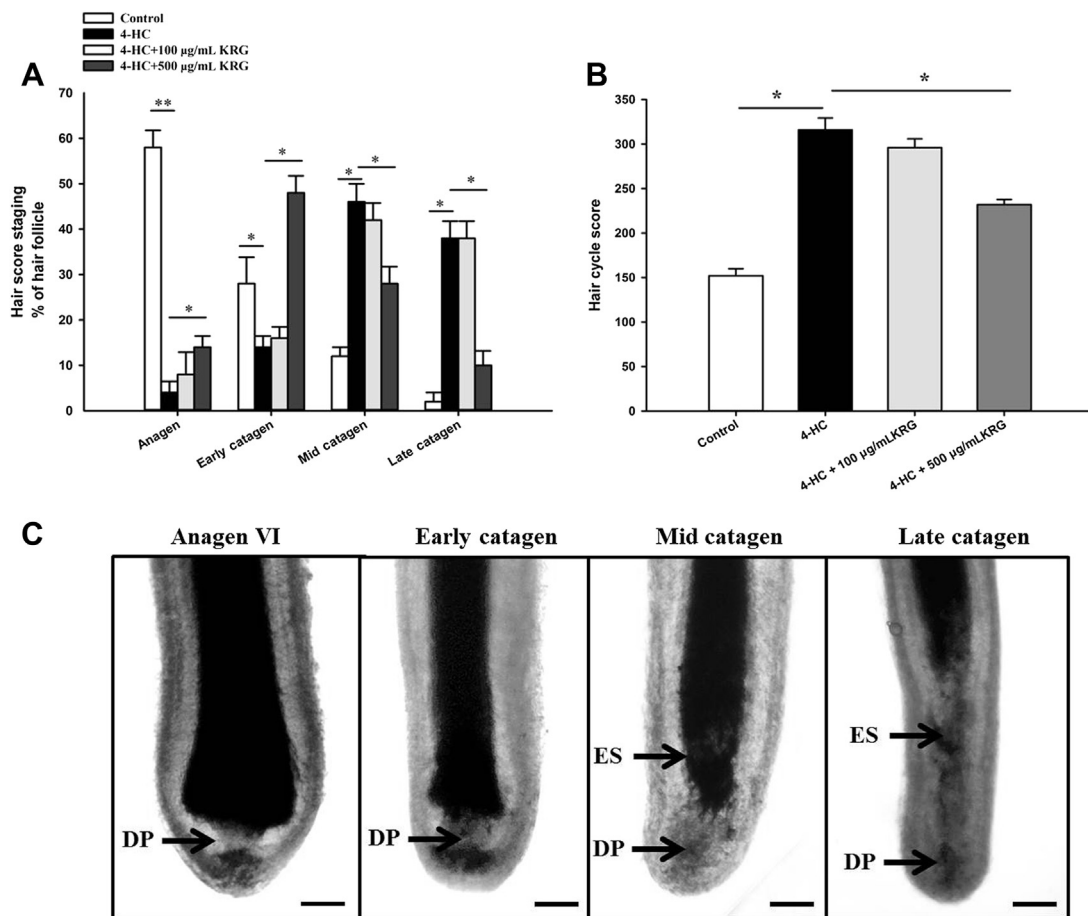 Control
4-HC
4-HC+100 µg/mL KRG
4-HC+500 µg/mL KRG
A
Hair score staging
% of hair follicle
70
60
50
40
30
20
10
0
**
*
*
*
*
*
*
*
Anagen
Early catagen
Mid catagen
Late catagen
B
Hair cycle score
350
300
250
200
150
100
50
0
*
*
Control
4-HC
4-HC + 100 µg/mLKRG
4-HC + 500 µg/mLKRG
C
Anagen VI
Early catagen
Mid catagen
Late catagen
DP
DP
ES
DP
ES
DP